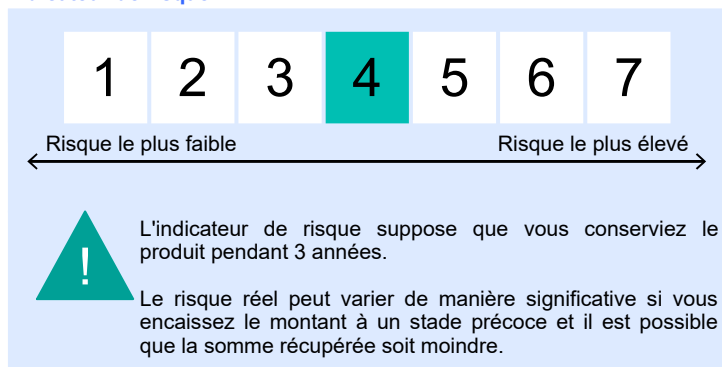 1 2 3 4 5 6 7
Risque le plus faible Risque le plus élevé
!
L'indicateur de risque suppose que vous conserviez le
produit pendant 3 années.
Le risque réel peut varier de manière significative si vous
encaissez le montant à un stade précoce et il est possible
que la somme récupérée soit moindre.